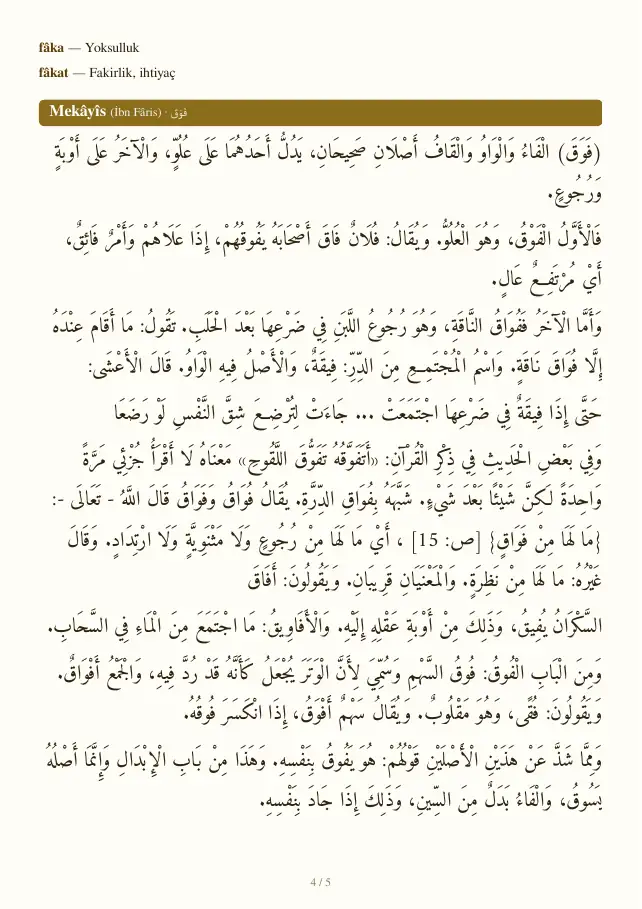 fâka — Yoksulluk
fâkat — Fakirlik, ihtiyaç
Mekâyîs (İbn Fâris) · فوق
(فَوَقَ) الْفَاءُ وَالْوَاوُ وَالْقَافُ أَصْلَانِ صَحِيحَانِ، يَدُلُّ أَحَدُهُمَا عَلَى عُلُوٍّ، وَالْآخَرُ عَلَى أَوْبَةٍ
وَرُجُوعٍ.
فَالْأَوَّلُ الْفَوْقُ، وَهُوَ الْعُلُوُّ. وَيُقَالُ: فُلَانٌ فَاقَ أَصْحَابَهُ يَفُوقُهُمْ، إِذَا عَلَاهُمْ وَأَمْرٌ فَائِقٌ،
أَيْ مُرْتَفِعٌ عَالٍ.
وَأَمَّا الْآخَرُ فَفُوَاقُ النَّاقَةِ، وَهُوَ رُجُوعُ اللَّبَنِ فِي ضَرْعِهَا بَعْدَ الْحَلَبِ. تَقُولُ: مَا أَقَامَ عِنْدَهُ
إِلَّا فُوَاقَ نَاقَةٍ. وَاسْمُ الْمُجْتَمِعِ مِنَ الدِّرِّ: فِيقَةٌ، وَالْأَصْلُ فِيهِ الْوَاوُ. قَالَ الْأَعْشَى:
حَتَّى إِذَا فِيقَةٌ فِي ضَرْعِهَا اجْتَمَعَتْ ... جَاءَتْ لِتُرْضِعَ شِقَّ النَّفْسِ لَوْ رَضَعَا
وَفِي بَعْضِ الْحَدِيثِ فِي ذِكْرِ الْقُرْآنِ: «أَتَفَوَّقُهُ تَفَوُّقَ اللَّقُوحِ» مَعْنَاهُ لَا أَقْرَأُ جُزْئِي مَرَّةً
وَاحِدَةً لَكِنَّ شَيْئًا بَعْدَ شَيْءٍ. شَبَّهَهُ بِفُوَاقِ الدِّرَّةِ. يُقَالُ فُوَاقٌ وَفَوَاقٌ قَالَ اللَّهُ - تَعَالَى -:
{مَا لَهَا مِنْ فَوَاقٍ} [ص: 15] ، أَيْ مَا لَهَا مِنْ رُجُوعٍ وَلَا مَثْنَوِيَّةٍ وَلَا ارْتِدَادٍ. وَقَالَ
غَيْرُهُ: مَا لَهَا مِنْ نَظِرَةٍ. وَالْمَعْنَيَانِ قَرِيبَانِ. وَيَقُولُونَ: أَفَاقَ
السَّكْرَانُ يُفِيقُ، وَذَلِكَ مِنْ أَوْبَةِ عَقْلِهِ إِلَيْهِ. وَالْأَفَاوِيقُ: مَا اجْتَمَعَ مِنَ الْمَاءِ فِي السَّحَابِ.
وَمِنَ الْبَابِ الْفُوقُ: فُوقُ السَّهْمِ وَسُمِّيَ لِأَنَّ الْوَتَرَ يُجْعَلُ كَأَنَّهُ قَدْ رُدَّ فِيهِ، وَالْجَمْعُ أَفْوَاقٌ.
وَيَقُولُونَ: فُقًى، وَهُوَ مَقْلُوبٌ. وَيُقَالُ سَهْمٌ أَفْوَقُ، إِذَا انْكَسَرَ فُوقُهُ.
وَمِمَّا شَذَّ عَنْ هَذَيْنِ الْأَصْلَيْنِ قَوْلُهُمْ: هُوَ يَفُوقُ بِنَفْسِهِ. وَهَذَا مِنْ بَابِ الْإِبْدَالِ وَإِنَّمَا أَصْلُهُ
يَسُوقُ، وَالْفَاءُ بَدَلٌ مِنَ السِّينِ، وَذَلِكَ إِذَا جَادَ بِنَفْسِهِ.
4 / 5